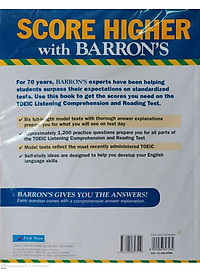 SCORE HIGHER
with BARRON'S
For 70 years, BARRON'S experts have been helping
students surpass their expectations on standardized
tests. Use this book to get the scores you need on the
TOEIC Listening Comprehension and Reading Test.
Six full-length model tests with thorough answer explanations
prepare you for what you will see on test day
Approximately 1,200 practice questions prepare you for all parts of
the TOEIC Listening Comprehension and Reading Test
Model tests reflect the most recently administered TOEIC
Self-study ideas are designed to help you develop your English
language skills
BARRON'S GIVES YOU THE ANSWERS!
Every question comes with a comprehensive answer explanation.
First News